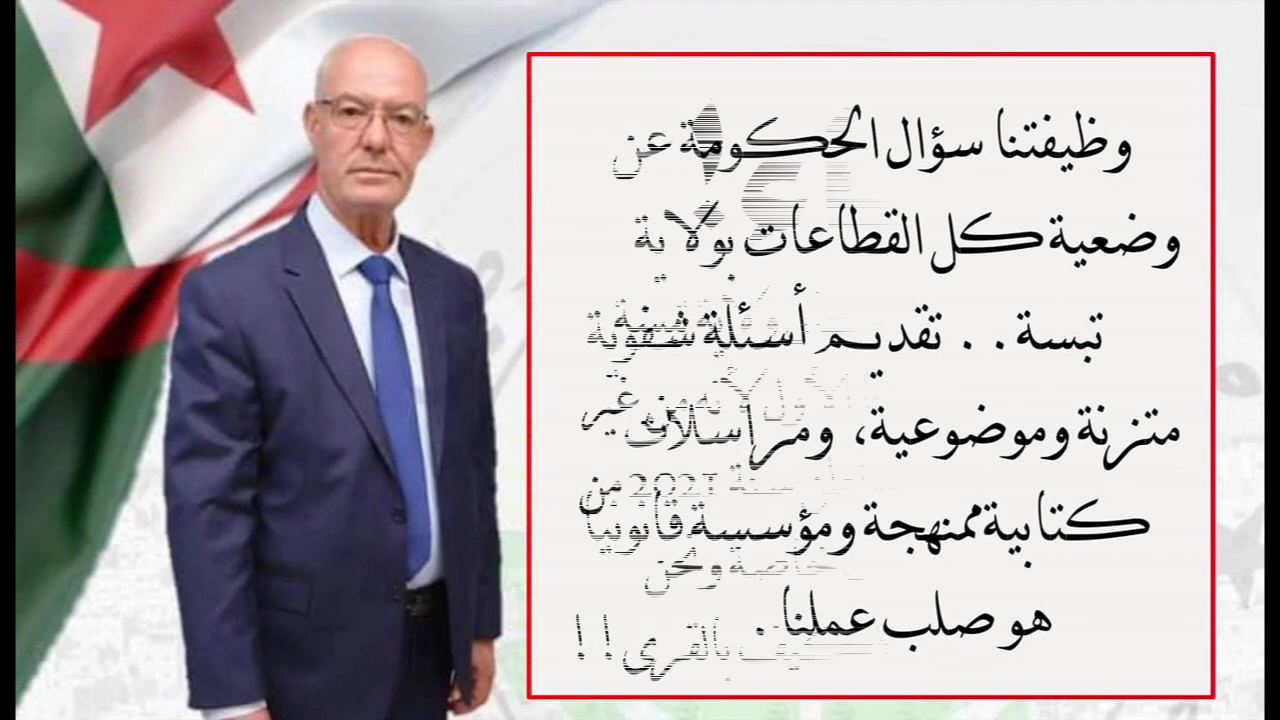 وظيفتنا سؤال الحكومة عن
وضعية كل القطاعات بولاية
تبسة . . تقديم أسئلة شفوية
متزنة وموضوعية، ومراسلات
كتابية ممنهجة ومؤسسة قانونيا
هو صلب عملنا .